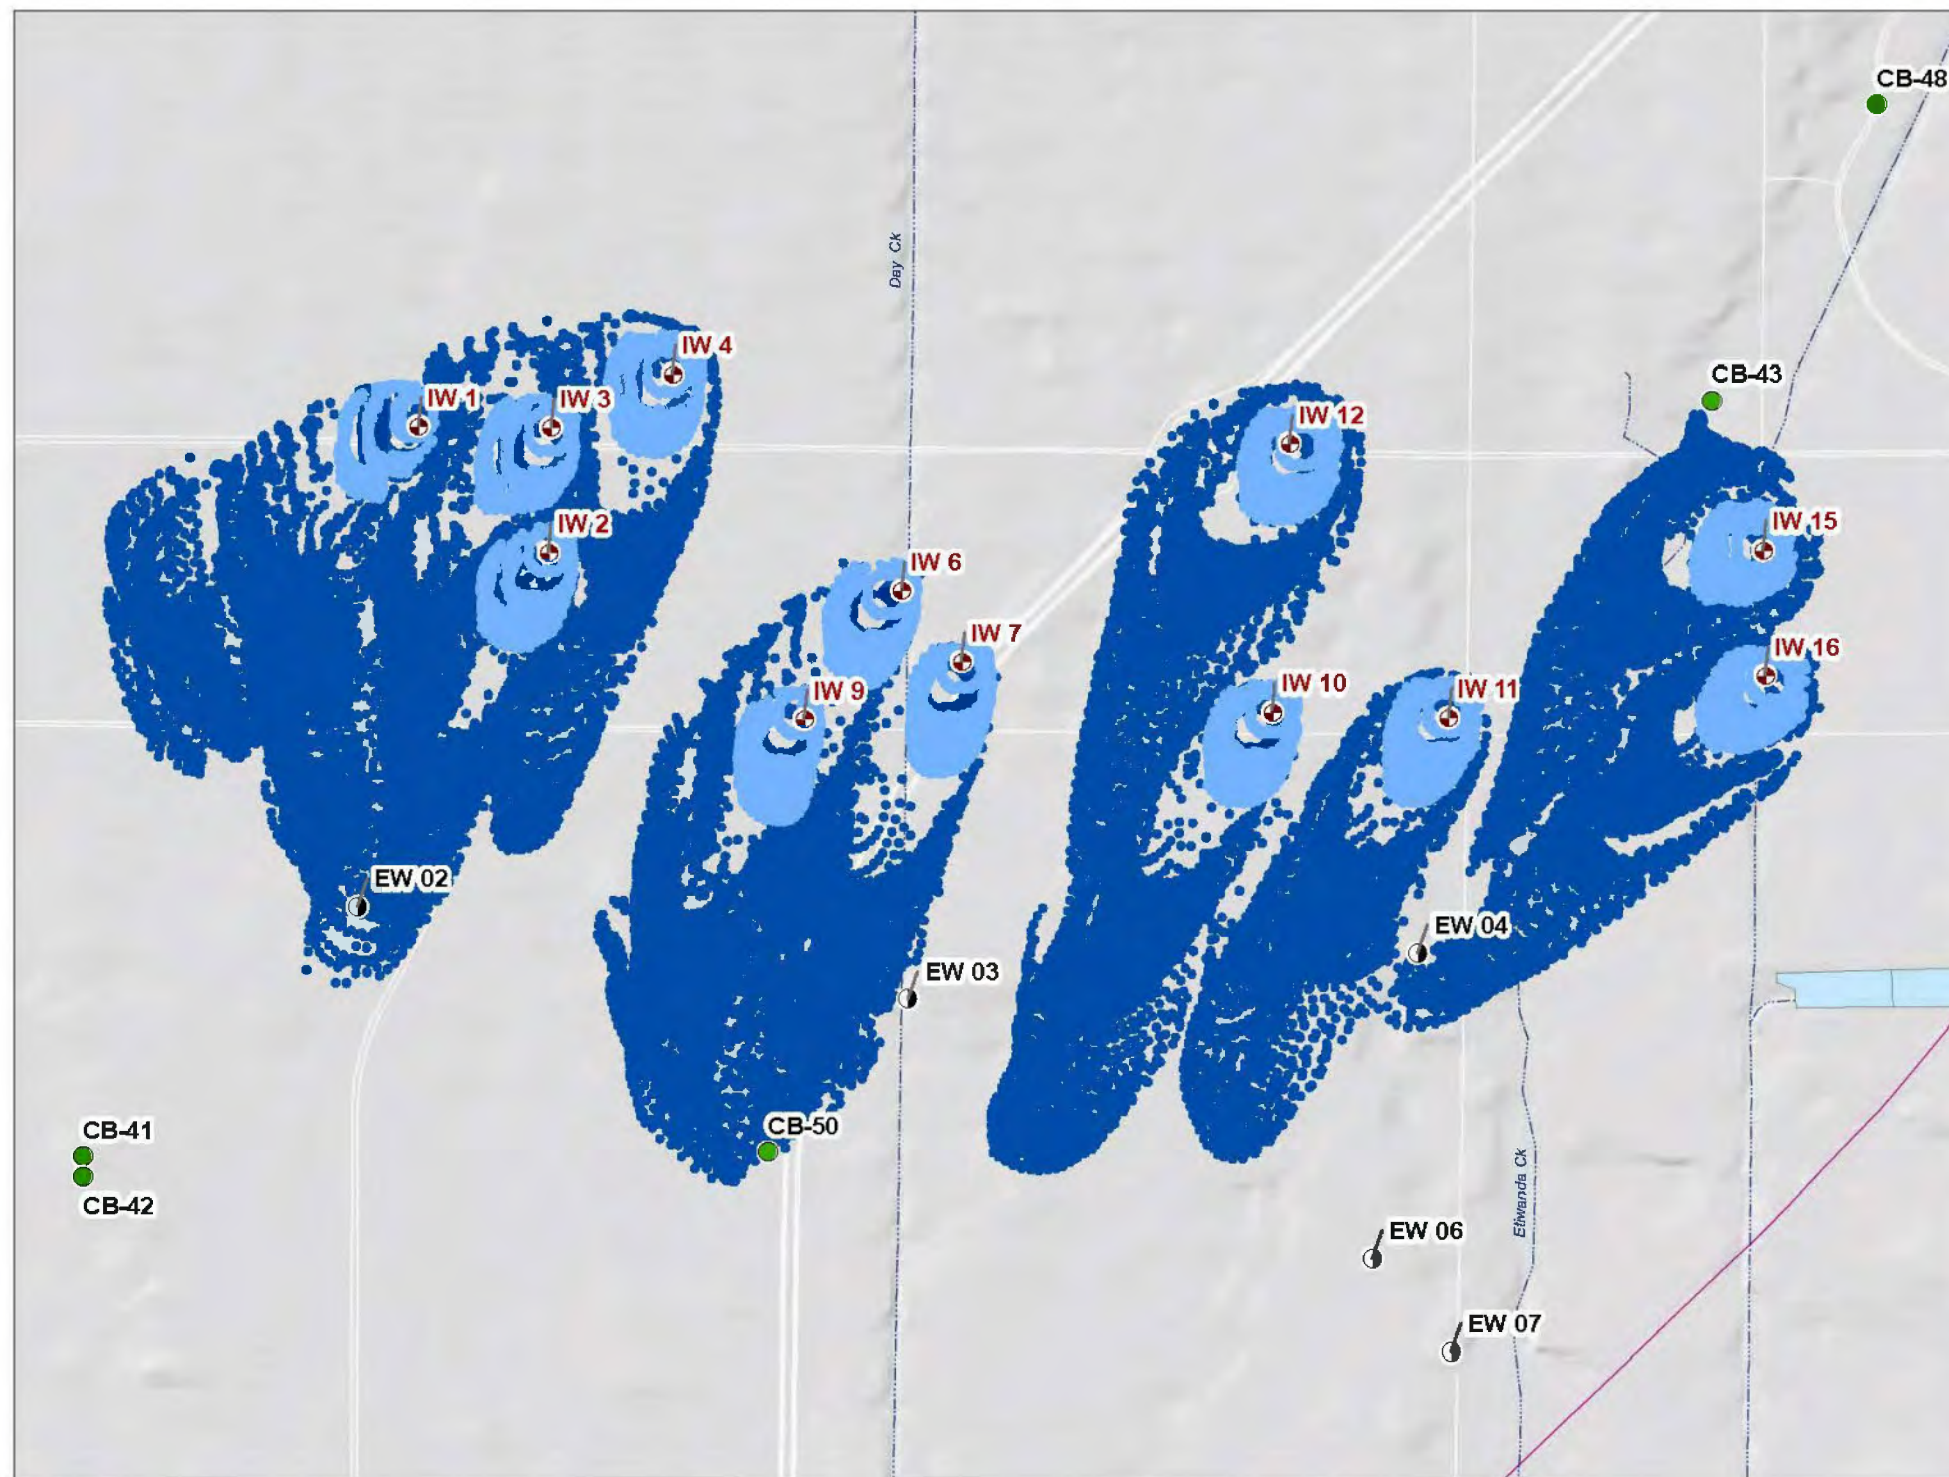 CB-48
Day Ck
IW 4
CB-43
IW 1
IW 3
IW 12
IW 2
IW 15
IW 6
IW 7
IW 16
IW 9
IW 10
IW 11
EW 02
EW 04
EW 03
CB-50
CB-41
CB-42
Etiwanda Ck
EW 06
EW 07